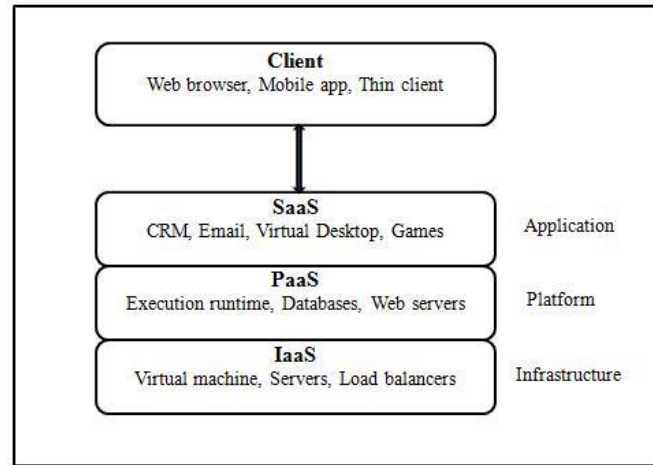 Client
Web browser, Mobile app, Thin client
SaaS
CRM, Email, Virtual Desktop, Games
Application
PaaS
Execution runtime, Databases, Web servers
Platform
IaaS
Virtual machine, Servers, Load balancers
Infrastructure